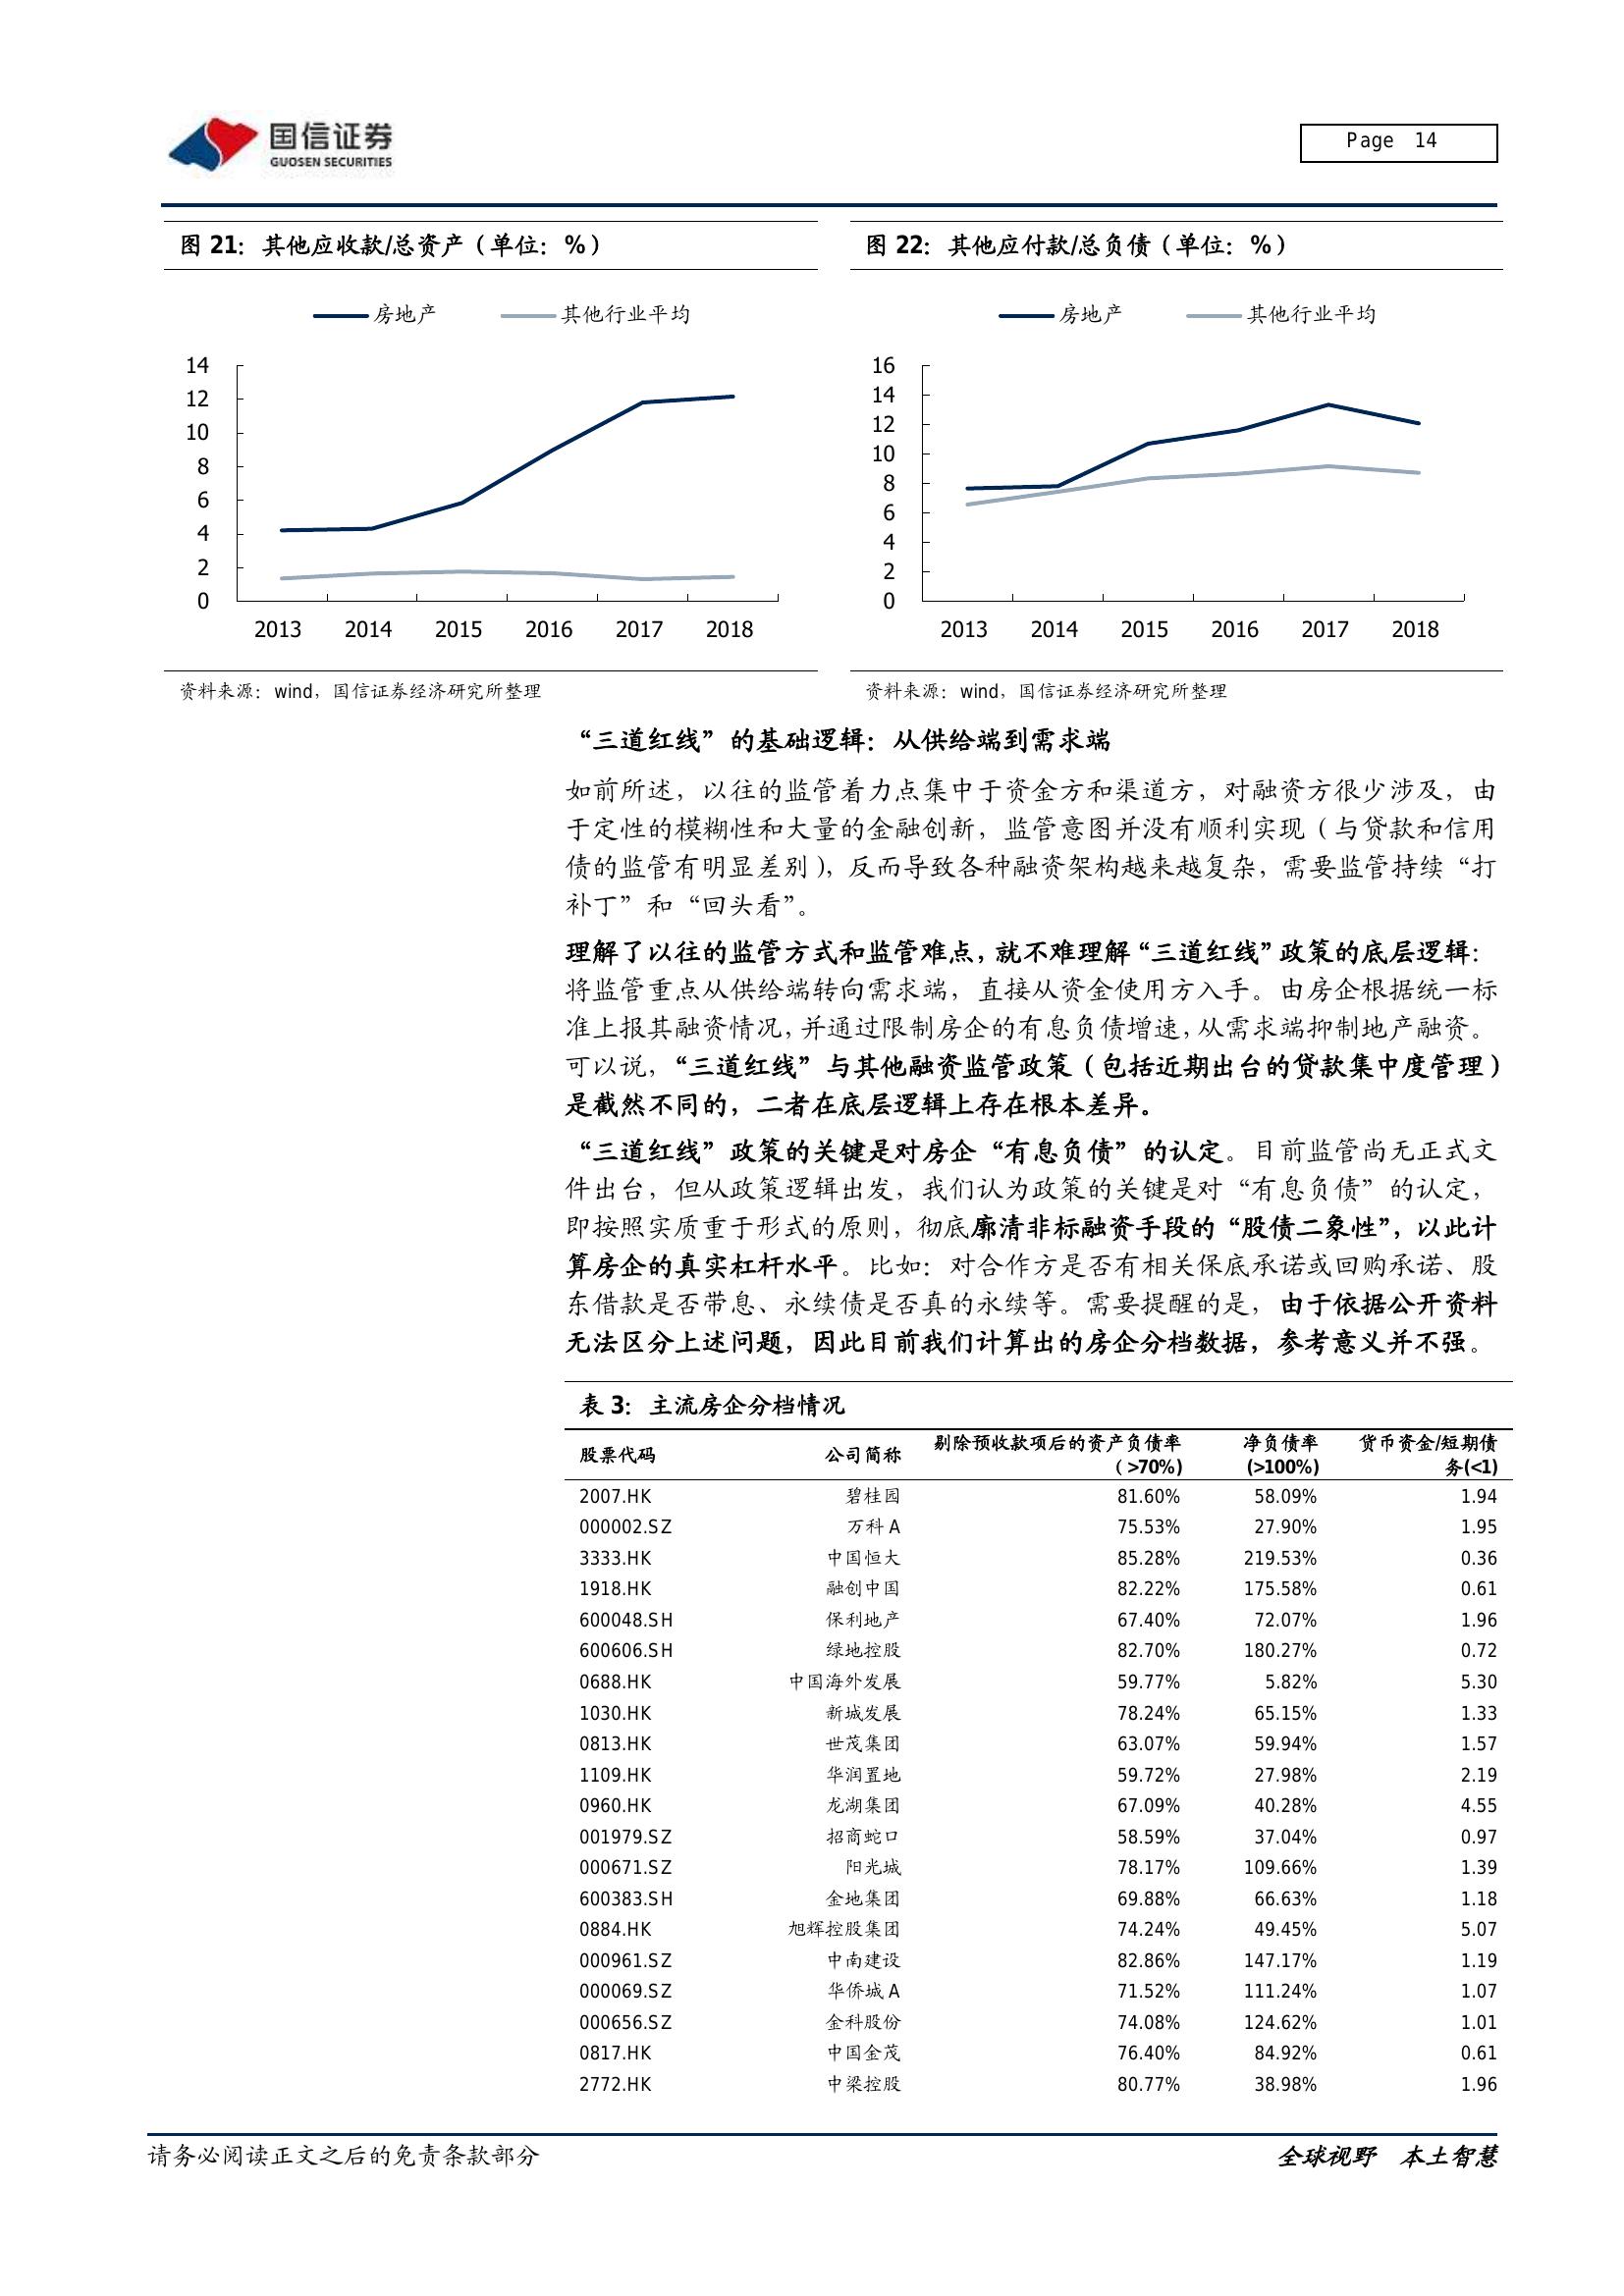 国信证券
GUOSEN SECURITIES
Page 14
图 21：其他应收款/总资产（单位：%）
房地产 其他行业平均
14
12
10
8
6
4
2
0
2013 2014 2015 2016 2017 2018
资料来源：wind，国信证券经济研究所整理
图 22：其他应付款/总负债（单位：%）
房地产 其他行业平均
16
14
12
10
8
6
4
2
0
2013 2014 2015 2016 2017 2018
资料来源：wind，国信证券经济研究所整理
“三道红线”的基础逻辑：从供给端到需求端
如前所述，以往的监管着力点集中于资金方和渠道方，对融资方很少涉及，由
于定性的模糊性和大量的金融创新，监管意图并没有顺利实现（与贷款和信用
债的监管有明显差别），反而导致各种融资架构越来越复杂，需要监管持续“打
补丁”和“回头看”。
理解了以往的监管方式和监管难点，就不难理解“三道红线”政策的底层逻辑：
将监管重点从供给端转向需求端，直接从资金使用方入手。由房企根据统一标
准上报其融资情况，并通过限制房企的有息负债增速，从需求端抑制地产融资。
可以说，“三道红线”与其他融资监管政策（包括近期出台的贷款集中度管理）
是截然不同的，二者在底层逻辑上存在根本差异。
“三道红线”政策的关键是对房企“有息负债”的认定。目前监管尚无正式文
件出台，但从政策逻辑出发，我们认为政策的关键是对“有息负债”的认定，
即按照实质重于形式的原则，彻底廓清非标融资手段的“股债二象性”，以此计
算房企的真实杠杆水平。比如：对合作方是否有相关保底承诺或回购承诺、股
东借款是否带息、永续债是否真的永续等。需要提醒的是，由于依据公开资料
无法区分上述问题，因此目前我们计算出的房企分档数据，参考意义并不强。
表 3：主流房企分档情况
股票代码 公司简称 剔除预收款项后的资产负债率（>70%) 净负债率(>100%) 货币资金/短期债务(<1)
2007.HK 碧桂园 81.60% 58.09% 1.94
000002.SZ 万科 A 75.53% 27.90% 1.95
3333.HK 中国恒大 85.28% 219.53% 0.36
1918.HK 融创中国 82.22% 175.58% 0.61
600048.SH 保利地产 67.40% 72.07% 1.96
600606.SH 绿地控股 82.70% 180.27% 0.72
0688.HK 中国海外发展 59.77% 5.82% 5.30
1030.HK 新城发展 78.24% 65.15% 1.33
0813.HK 世茂集团 63.07% 59.94% 1.57
1109.HK 华润置地 59.72% 27.98% 2.19
0960.HK 龙湖集团 67.09% 40.28% 4.55
001979.SZ 招商蛇口 58.59% 37.04% 0.97
000671.SZ 阳光城 78.17% 109.66% 1.39
600383.SH 金地集团 69.88% 66.63% 1.18
0884.HK 旭辉控股集团 74.24% 49.45% 5.07
000961.SZ 中南建设 82.86% 147.17% 1.19
000069.SZ 华侨城 A 71.52% 111.24% 1.07
000656.SZ 金科股份 74.08% 124.62% 1.01
0817.HK 中国金茂 76.40% 84.92% 0.61
2772.HK 中梁控股 80.77% 38.98% 1.96
请务必阅读正文之后的免责条款部分
全球视野 本土智慧